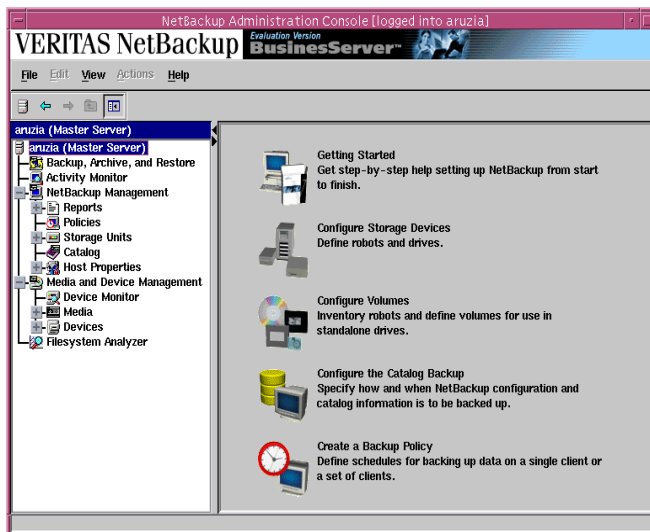 NetBackup Administration Console [logged into aruzia]
VERITAS NetBackup
Evaluation Version
BusinesServer™
File Edit View Actions Help
aruzia (Master Server)
aruzia (Master Server)
Backup, Archive, and Restore
Activity Monitor
NetBackup Management
Reports
Policies
Storage Units
Catalog
Host Properties
Media and Device Management
Device Monitor
Media
Devices
Filesystem Analyzer
Getting Started
Get step-by-step help setting up NetBackup from start
to finish.
Configure Storage Devices
Define robots and drives.
Configure Volumes
Inventory robots and define volumes for use in
standalone drives.
Configure the Catalog Backup
Specify how and when NetBackup configuration and
catalog information is to be backed up.
Create a Backup Policy
Define schedules for backing up data on a single client or
a set of clients.